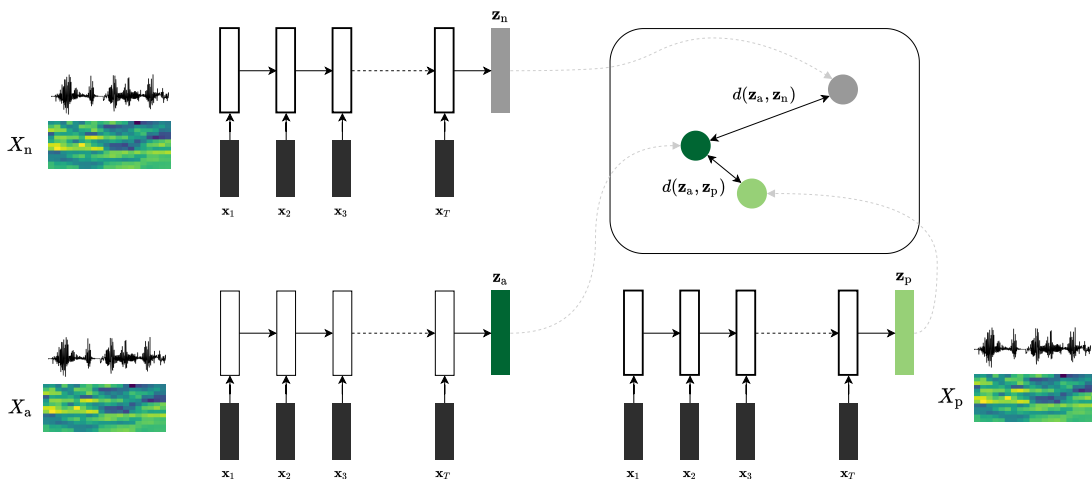 z_n
d(z_a, z_n)
X_n
d(z_a, z_p)
x_1 x_2 x_3 x_T
z_a
z_p
X_a
X_p
x_1 x_2 x_3 x_T
x_1 x_2 x_3 x_T